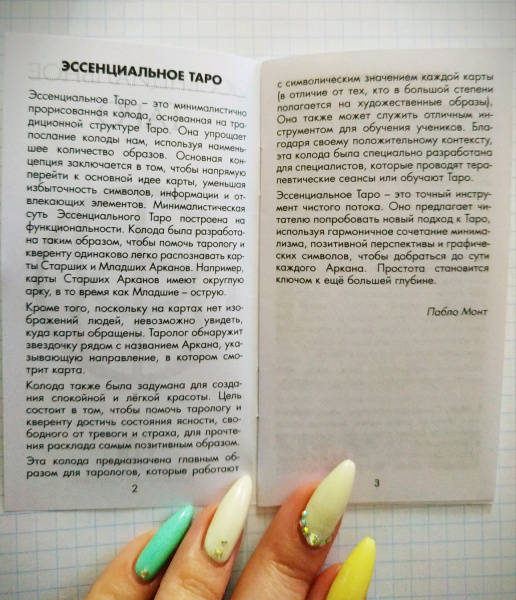 ЭССЕНЦИАЛЬНОЕ ТАРО
Эссенциальное Таро – это минималистично
прорисованная колода, основанная на тра-
диционной структуре Таро. Она упрощает
послание колоды нам, используя наимень-
шее количество образов. Основная кон-
цепция заключается в том, чтобы напрямую
перейти к основной идее карты, уменьшая
избыточность символов, информации и от-
влекающих элементов. Минималистическая
суть Эссенциального Таро построена на
функциональности. Колода была разработа-
на таким образом, чтобы помочь тарологу и
кверенту одинаково легко распознавать кар-
ты Старших и Младших Арканов. Например,
карты Старших Арканов имеют округлую
арку, в то время как Младшие – острую.
Кроме того, поскольку на картах нет изо-
бражений людей, невозможно увидеть,
куда карты обращены. Таролог обнаружит
звездочку рядом с названием Аркана, ука-
зывающую направление, в котором смо-
трит карта.
Колода также была задумана для созда-
ния спокойной и лёгкой красоты. Цель
состоит в том, чтобы помочь тарологу и
кверенту достичь состояния ясности, сво-
бодного от тревоги и страха, для прочте-
ния расклада самым позитивным образом.
Эта колода предназначена главным об-
разом для тарологов, которые работают
2
с символическим значением каждой карты
(в отличие от тех, кто в большой степени
полагается на художественные образы).
Она также может служить отличным ин-
струментом для обучения учеников. Бла-
годаря своему положительному контексту,
эта колода была специально разработана
для специалистов, которые проводят тера-
певтические сеансы или обучают Таро.
Эссенциальное Таро – это точный инстру-
мент чистого потока. Оно предлагает чи-
тателю попробовать новый подход к Таро,
используя гармоничное сочетание минима-
лизма, позитивной перспективы и графиче-
ских символов, чтобы добраться до сути
каждого Аркана. Простота становится
ключом к ещё большей глубине.
Пабло Монт
3